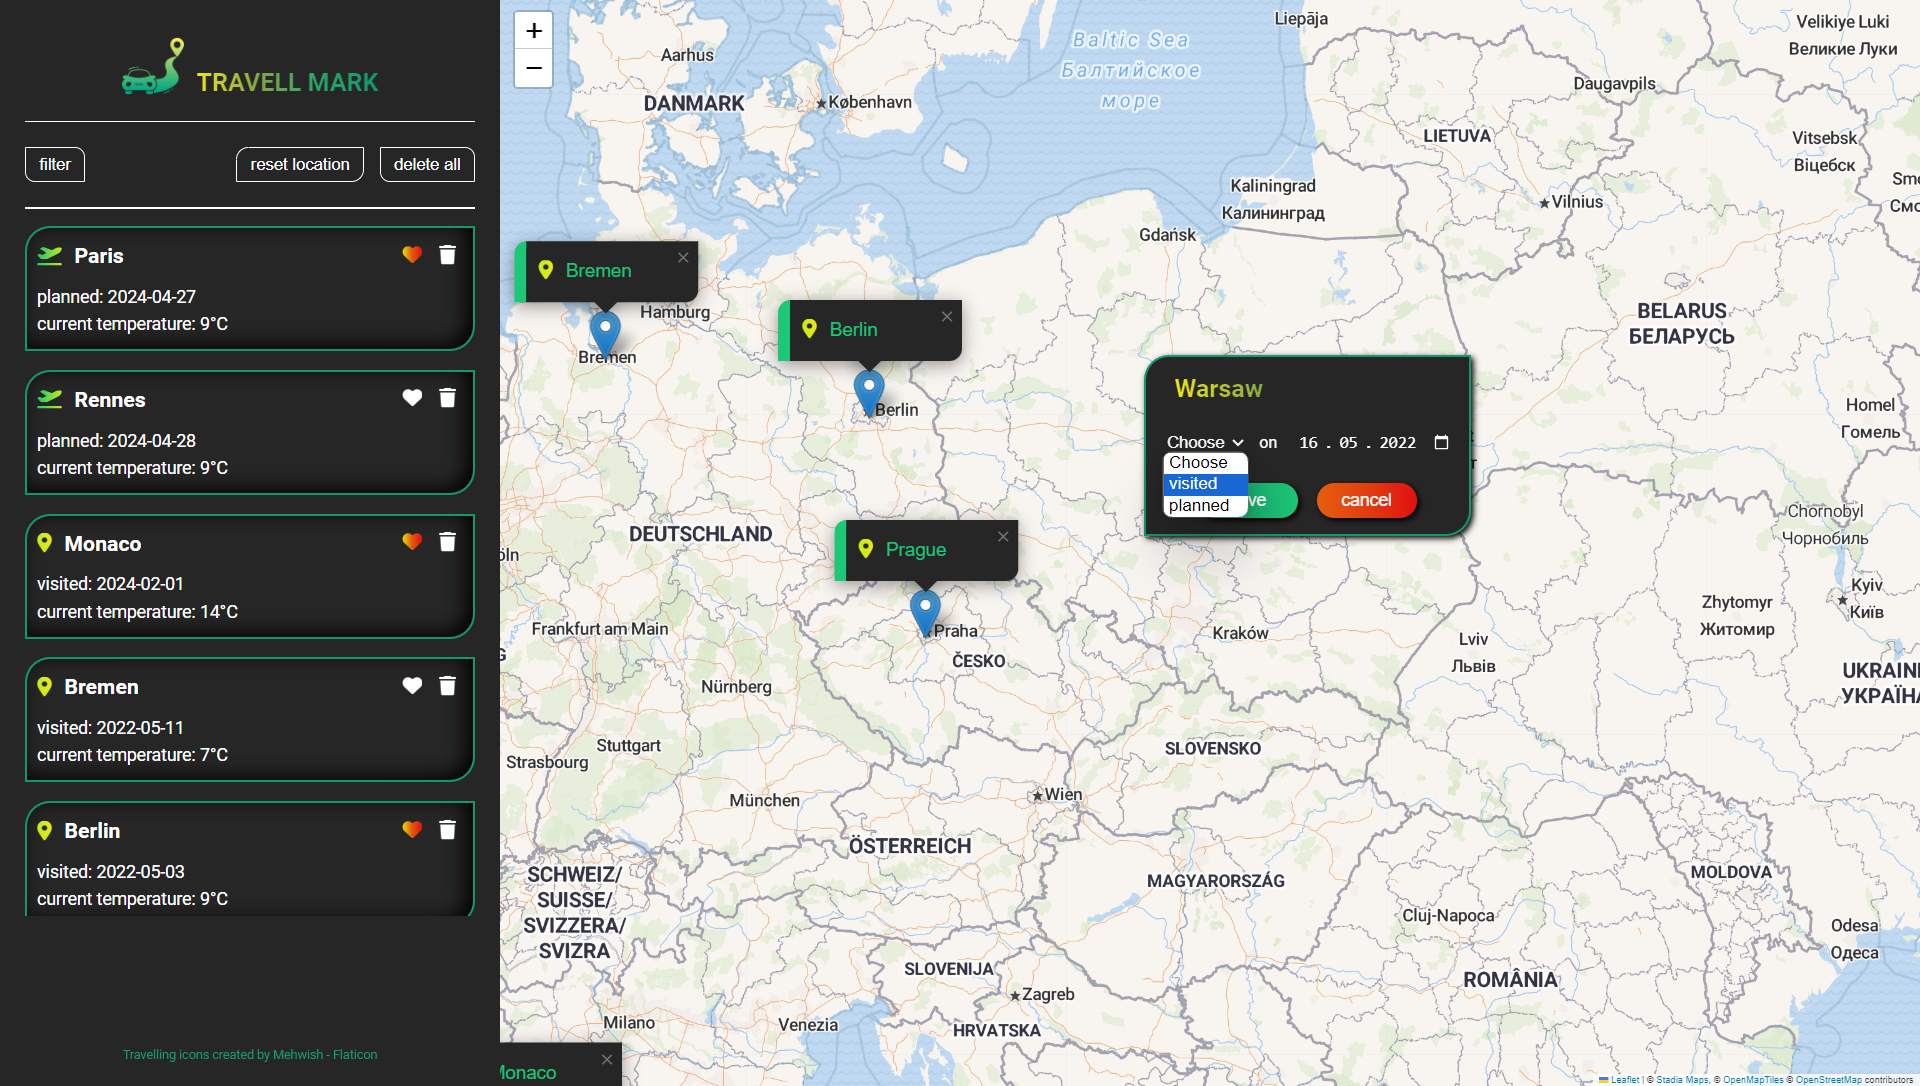 TRAVELL MARK
filter
reset location
delete all
Paris
planned: 2024-04-27
current temperature: 9°C
Rennes
planned: 2024-04-28
current temperature: 9°C
Monaco
visited: 2024-02-01
current temperature: 14°C
Bremen
visited: 2022-05-11
current temperature: 7°C
Berlin
visited: 2022-05-03
current temperature: 9°C
Travelling icons created by Mehwish - Flaticon
+
−
Liepāja
Velikiye Luki
Великие Луки
Baltic Sea
Балтийское
море
Aarhus
Daugavpils
DANMARK
København
LIETUVA
Vitsebsk
Віцебск
Kaliningrad
Калининград
Sme
Смо
Vilnius
Gdańsk
Bremen
×
Hamburg
Bremen
Berlin
×
Berlin
BELARUS
БЕЛАРУСЬ
Warsaw
Choose
on
16 . 05 . 2022
Choose
visited
planned
ve
cancel
Homel
Гомель
DEUTSCHLAND
Chornobyl
Чорнобиль
öln
Prague
×
Praha
ČESKO
Frankfurt am Main
Kraków
Lviv
Львів
Zhytomyr
Житомир
Kyiv
Київ
UKRAIN
УКРАЇНА
Nürnberg
Stuttgart
Strasbourg
SLOVENSKO
München
Wien
ÖSTERREICH
SCHWEIZ/
SUISSE/
SVIZZERA/
SVIZRA
MAGYARORSZÁG
MOLDOVA
Cluj-Napoca
Odesa
Одеса
SLOVENIJA
Zagreb
ROMÂNIA
Milano
Venezia
HRVATSKA
Monaco
×
Leaflet | © Stadia Maps, © OpenMapTiles © OpenStreetMap contributors